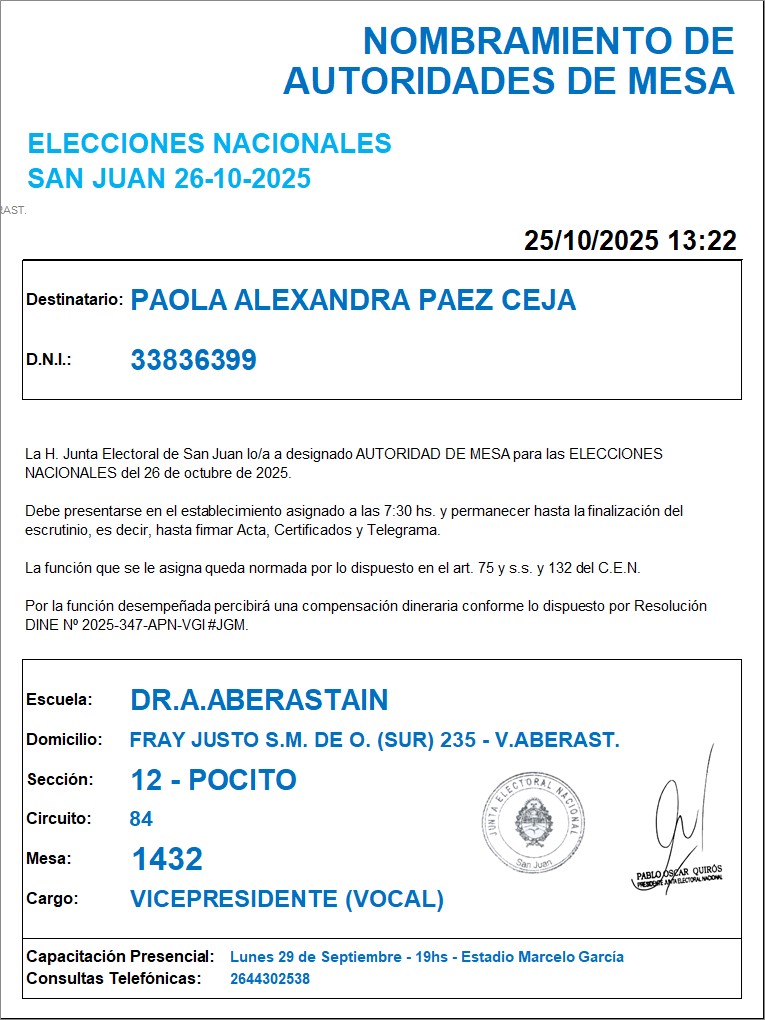 NOMBRAMIENTO DE
AUTORIDADES DE MESA
ELECCIONES NACIONALES
SAN JUAN 26-10-2025
RAST.
25/10/2025 13:22
Destinatario: PAOLA ALEXANDRA PAEZ CEJA
D.N.I.: 33836399
La H. Junta Electoral de San Juan lo/a a designado AUTORIDAD DE MESA para las ELECCIONES
NACIONALES del 26 de octubre de 2025.
Debe presentarse en el establecimiento asignado a las 7:30 hs. y permanecer hasta la finalización del
escrutinio, es decir, hasta firmar Acta, Certificados y Telegrama.
La función que se le asigna queda normada por lo dispuesto en el art. 75 y s.s. y 132 del C.E.N.
Por la función desempeñada percibirá una compensación dineraria conforme lo dispuesto por Resolución
DINE Nº 2025-347-APN-VGI#JGM.
Escuela: DR.A.ABERASTAIN
Domicilio: FRAY JUSTO S.M. DE O. (SUR) 235 - V.ABERAST.
Sección: 12 - POCITO
Circuito: 84
Mesa: 1432
Cargo: VICEPRESIDENTE (VOCAL)
JUNTA ELECTORAL NACIONAL
San Juan
PABLO OSCAR QUIRÓS
PRESIDENTE JUNTA ELECTORAL NACIONAL
Capacitación Presencial: Lunes 29 de Septiembre - 19hs - Estadio Marcelo García
Consultas Telefónicas: 2644302538